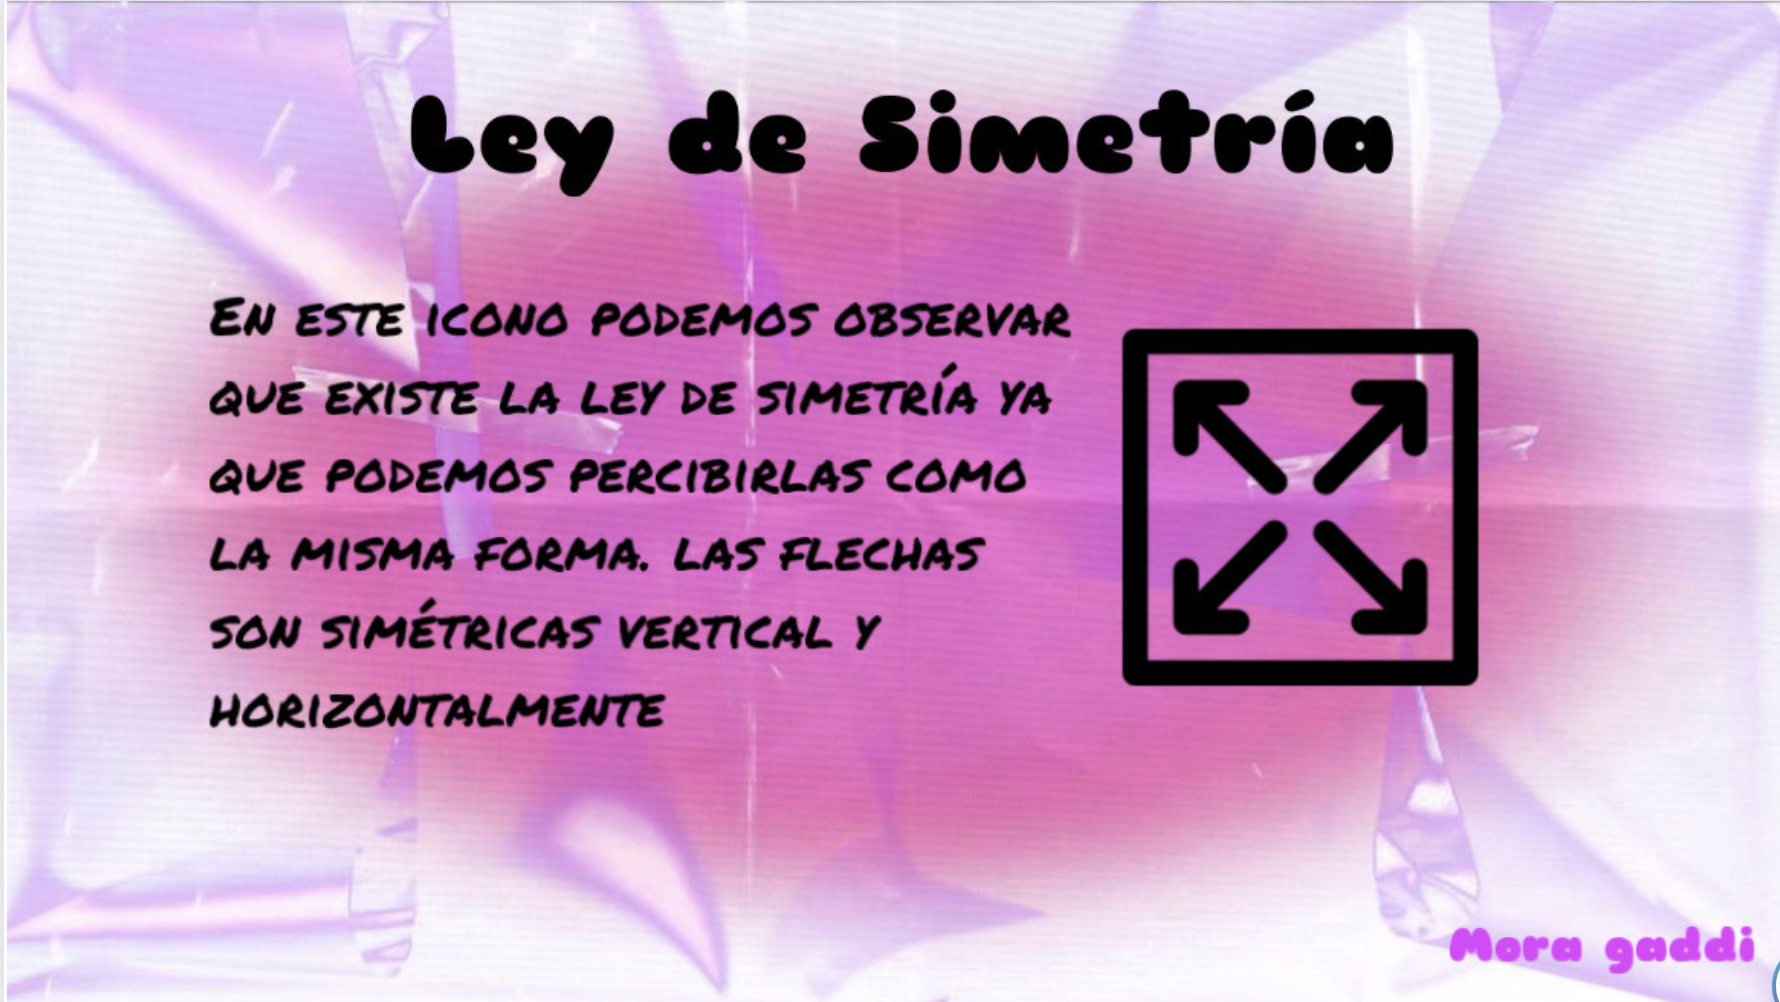 Ley de Simetría
En este icono podemos observar
que existe la ley de simetría ya
que podemos percibirlas como
la misma forma. Las flechas
son simétricas vertical y
horizontalmente
Mora gaddi